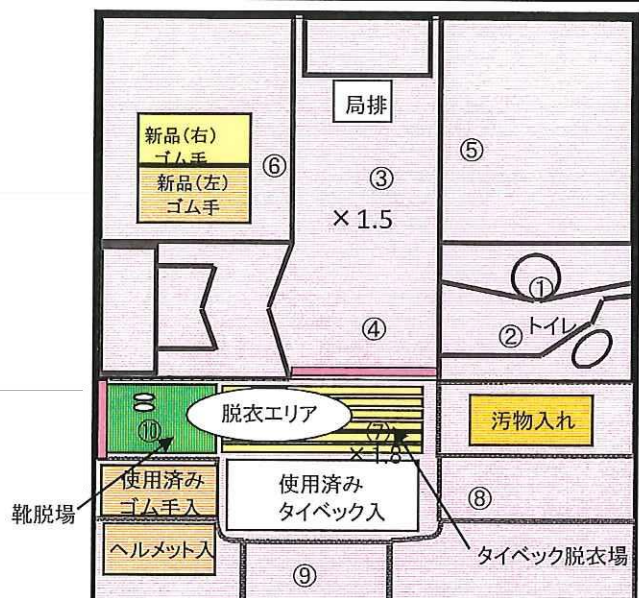 局排
新品(右)
ゴム手
新品(左)
ゴム手
⑥
③
⑤
×1.5
①
②
トイレ
④
脱衣エリア
⑩
⑦
×1.8
汚物入れ
使用済み
ゴム手入
使用済み
タイベック入
⑧
靴脱場
ヘルメット入
タイベック脱衣場
⑨